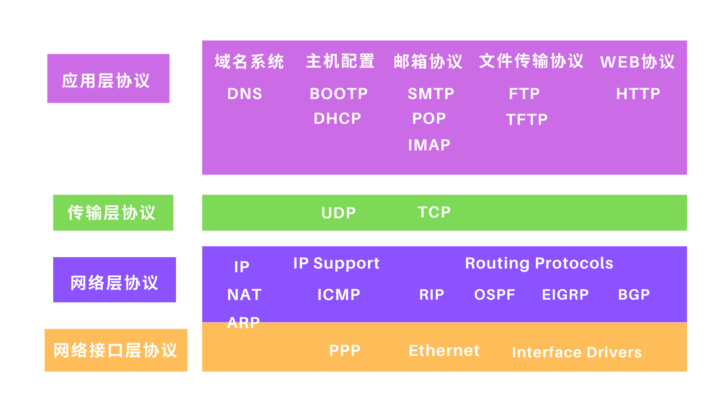 应用层协议
域名系统 主机配置 邮箱协议 文件传输协议 WEB协议
DNS BOOTP SMTP FTP HTTP
DHCP POP TFTP
IMAP
传输层协议
UDP TCP
网络层协议
IP IP Support Routing Protocols
NAT ICMP RIP OSPF EIGRP BGP
ARP
网络接口层协议
PPP Ethernet Interface Drivers